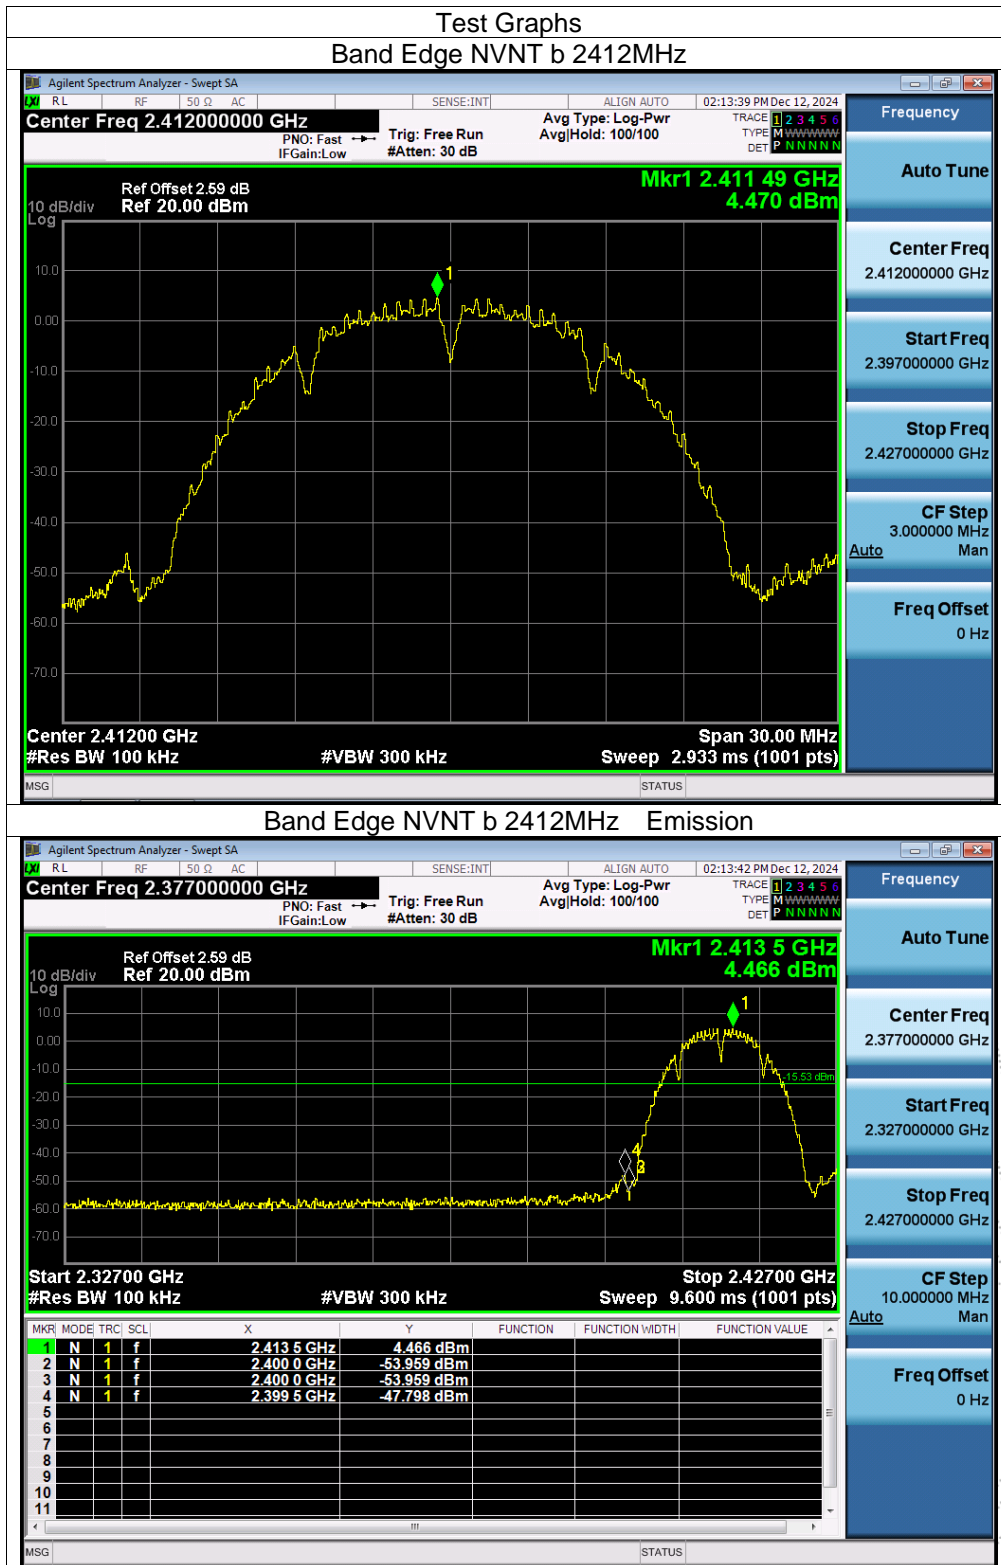 Test Graphs
Band Edge NVNT b 2412MHz
Agilent Spectrum Analyzer - Swept SA
LXI RL RF 50 Ω AC SENSE:INT ALIGN AUTO 02:13:39 PM Dec 12, 2024
Center Freq 2.412000000 GHz
PNO: Fast
IFGain:Low
Trig: Free Run
#Atten: 30 dB
Avg Type: Log-Pwr
Avg|Hold: 100/100
TRACE 1 2 3 4 5 6
TYPE M WWWWW
DET P N N N N N
Frequency
Auto Tune
Center Freq
2.412000000 GHz
Start Freq
2.397000000 GHz
Stop Freq
2.427000000 GHz
CF Step
3.000000 MHz
Auto Man
Freq Offset
0 Hz
Mkr1 2.411 49 GHz
4.470 dBm
Ref Offset 2.59 dB
10 dB/div Ref 20.00 dBm
Log
10.0
0.00
-10.0
-20.0
-30.0
-40.0
-50.0
-60.0
-70.0
1
Center 2.41200 GHz Span 30.00 MHz
#Res BW 100 kHz #VBW 300 kHz Sweep 2.933 ms (1001 pts)
MSG STATUS
Band Edge NVNT b 2412MHz Emission
Agilent Spectrum Analyzer - Swept SA
LXI RL RF 50 Ω AC SENSE:INT ALIGN AUTO 02:13:42 PM Dec 12, 2024
Center Freq 2.377000000 GHz
PNO: Fast
IFGain:Low
Trig: Free Run
#Atten: 30 dB
Avg Type: Log-Pwr
Avg|Hold: 100/100
TRACE 1 2 3 4 5 6
TYPE M WWWWW
DET P N N N N N
Frequency
Auto Tune
Center Freq
2.377000000 GHz
Start Freq
2.327000000 GHz
Stop Freq
2.427000000 GHz
CF Step
10.000000 MHz
Auto Man
Freq Offset
0 Hz
Mkr1 2.413 5 GHz
4.466 dBm
Ref Offset 2.59 dB
10 dB/div Ref 20.00 dBm
Log
10.0
0.00
-10.0
-20.0
-30.0
-40.0
-50.0
-60.0
-70.0
1
-15.53 dBm
4
3
Start 2.32700 GHz Stop 2.42700 GHz
#Res BW 100 kHz #VBW 300 kHz Sweep 9.600 ms (1001 pts)
MKR MODE TRC SCL X Y FUNCTION FUNCTION WIDTH FUNCTION VALUE
1 N 1 f 2.413 5 GHz 4.466 dBm
2 N 1 f 2.400 0 GHz -53.959 dBm
3 N 1 f 2.400 0 GHz -53.959 dBm
4 N 1 f 2.399 5 GHz -47.798 dBm
5
6
7
8
9
10
11
MSG STATUS